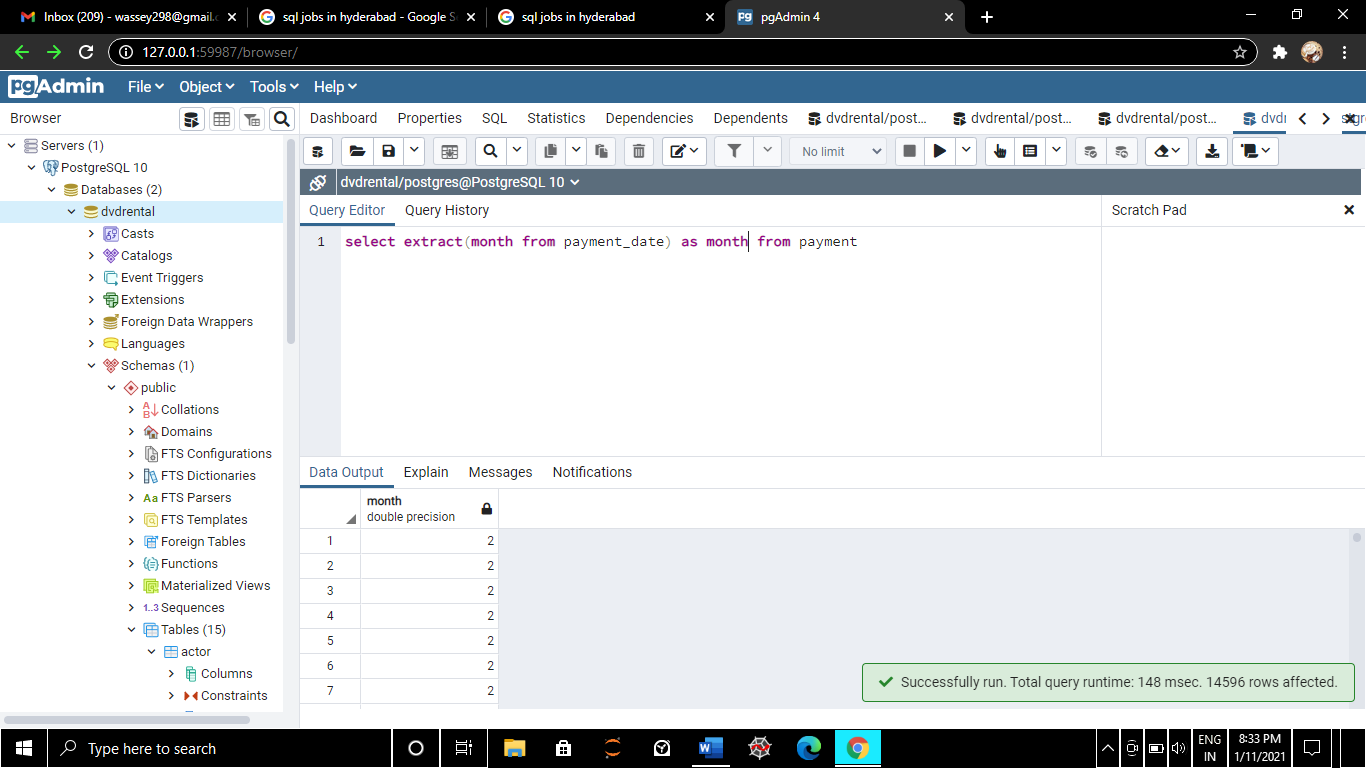 Inbox (209) - wassey298@gmail.c
sql jobs in hyderabad - Google S
sql jobs in hyderabad
pgAdmin 4
127.0.0.1:59987/browser/
pgAdmin File Object Tools Help
Browser
Dashboard Properties SQL Statistics Dependencies Dependents dvdrental/post... dvdrental/post... dvdrental/post... dvdr
Servers (1)
PostgreSQL 10
Databases (2)
dvdrental
Casts
Catalogs
Event Triggers
Extensions
Foreign Data Wrappers
Languages
Schemas (1)
public
Collations
Domains
FTS Configurations
FTS Dictionaries
Aa FTS Parsers
FTS Templates
Foreign Tables
Functions
Materialized Views
1..3 Sequences
Tables (15)
actor
Columns
Constraints
No limit
dvdrental/postgres@PostgreSQL 10
Query Editor Query History
Scratch Pad
1 select extract(month from payment_date) as month from payment
Data Output Explain Messages Notifications
month
double precision
1 2
2 2
3 2
4 2
5 2
6 2
7 2
Successfully run. Total query runtime: 148 msec. 14596 rows affected.
Type here to search
ENG
IN
8:33 PM
1/11/2021